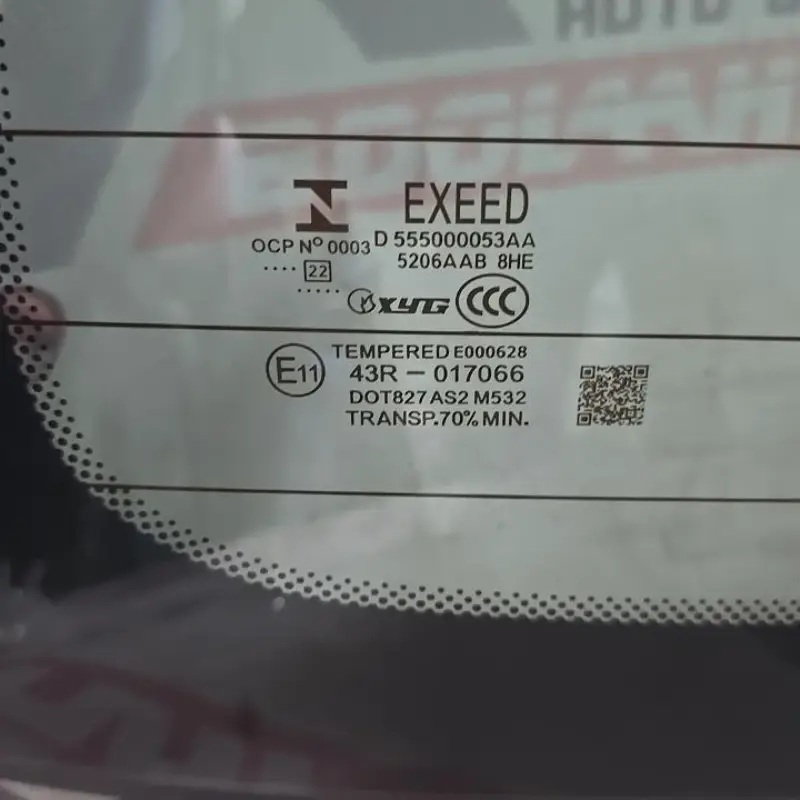 EXEED
OCP Nº 0003 D 555000053AA
5206AAB 8HE
.... 22
.....
XYG CCC
TEMPERED E000628
E11 43R – 017066
DOT827 AS2 M532
TRANSP.70% MIN.